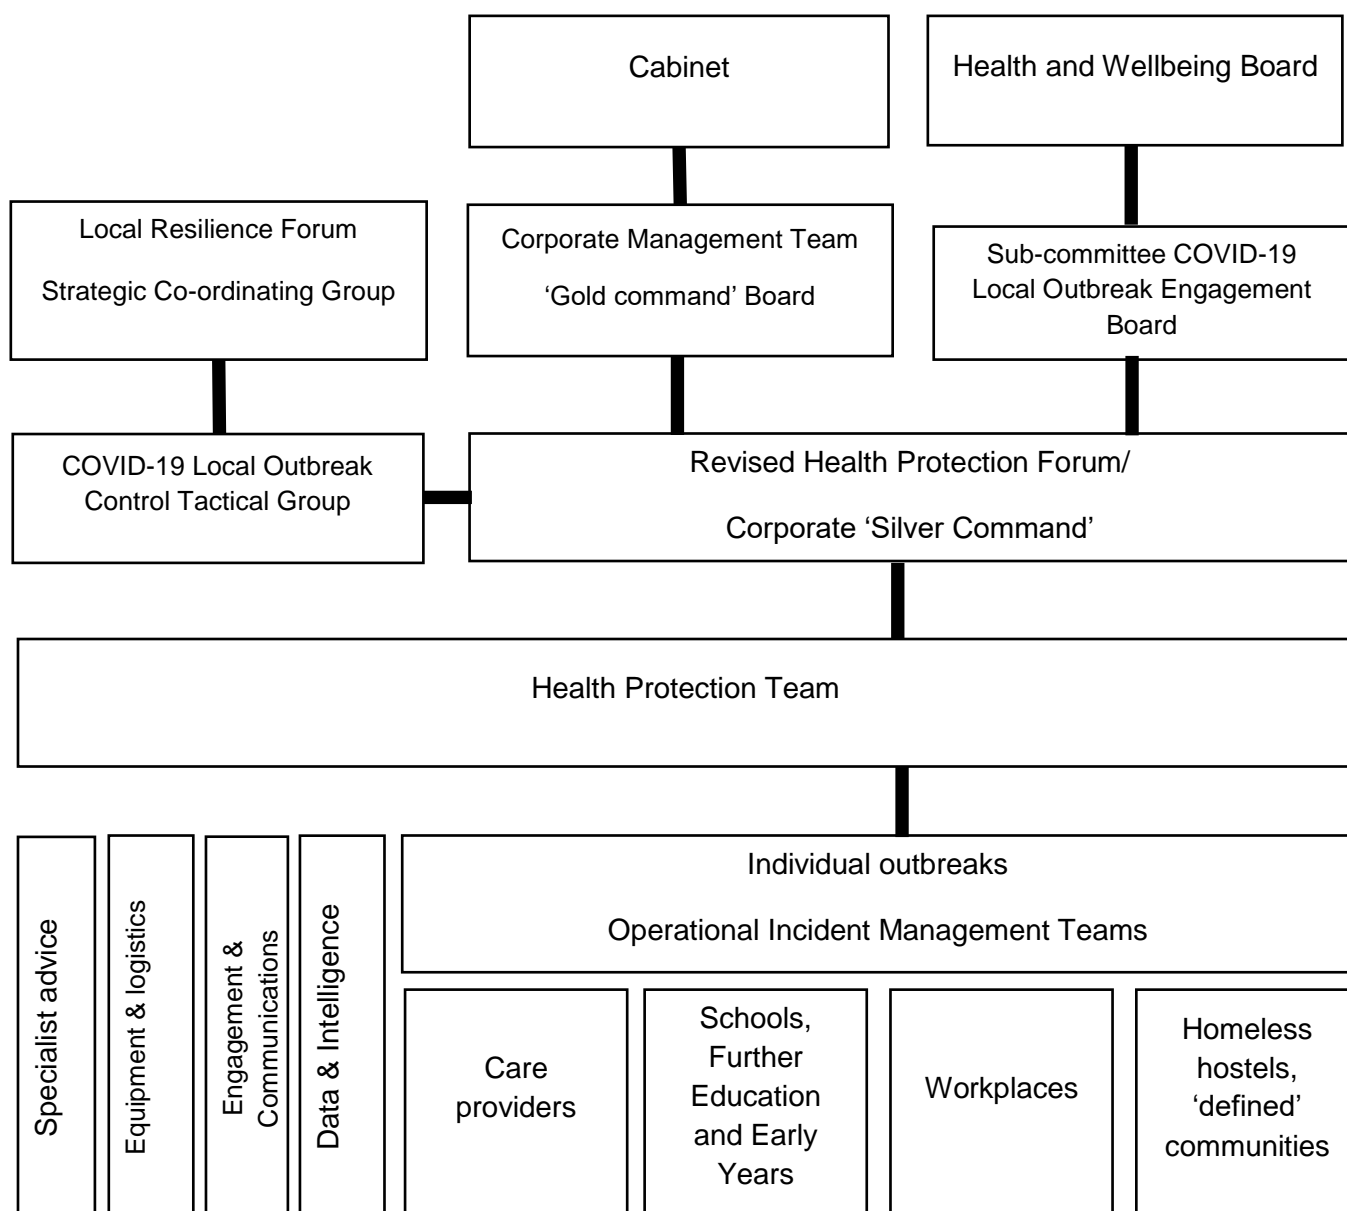 Cabinet
Health and Wellbeing Board
Local Resilience Forum
Strategic Co-ordinating Group
Corporate Management Team
‘Gold command’ Board
Sub-committee COVID-19
Local Outbreak Engagement
Board
COVID-19 Local Outbreak
Control Tactical Group
Revised Health Protection Forum/
Corporate ‘Silver Command’
Health Protection Team
Specialist advice
Equipment & logistics
Engagement &
Communications
Data & Intelligence
Individual outbreaks
Operational Incident Management Teams
Care
providers
Schools,
Further
Education
and Early
Years
Workplaces
Homeless
hostels,
‘defined’
communities